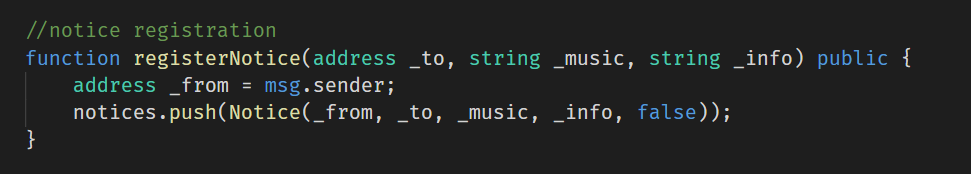 //notice registration
function registerNotice(address _to, string _music, string _info) public {
    address _from = msg.sender;
    notices.push(Notice(_from, _to, _music, _info, false));
}